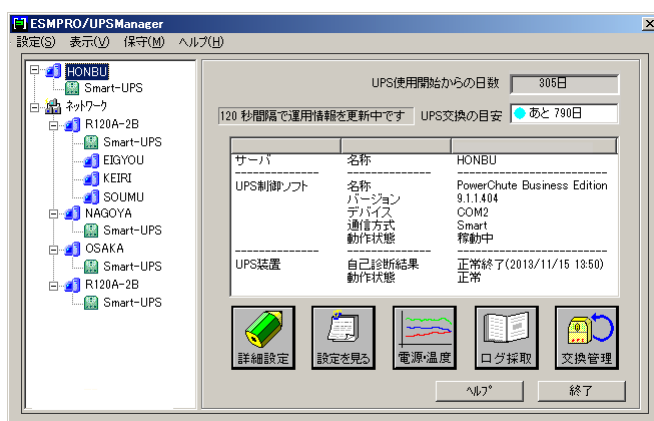 ESMPRO/UPSManager
設定(S) 表示(V) 保守(M) ヘルプ(H)
HONBU
Smart-UPS
ネットワーク
R120A-2B
Smart-UPS
EIGYOU
KEIRI
SOUMU
NAGOYA
Smart-UPS
OSAKA
Smart-UPS
R120A-2B
Smart-UPS
UPS使用開始からの日数 305日
120 秒間隔で運用情報を更新中です UPS交換の目安 あと 790日
サーバ 名称 HONBU
UPS制御ソフト 名称 PowerChute Business Edition
バージョン 9.1.1.404
デバイス COM2
通信方式 Smart
動作状態 稼動中
UPS装置 自己診断結果 正常終了(2013/11/15 13:50)
動作状態 正常
詳細設定 設定を見る 電源・温度 ログ採取 交換管理
ヘルプ 終了